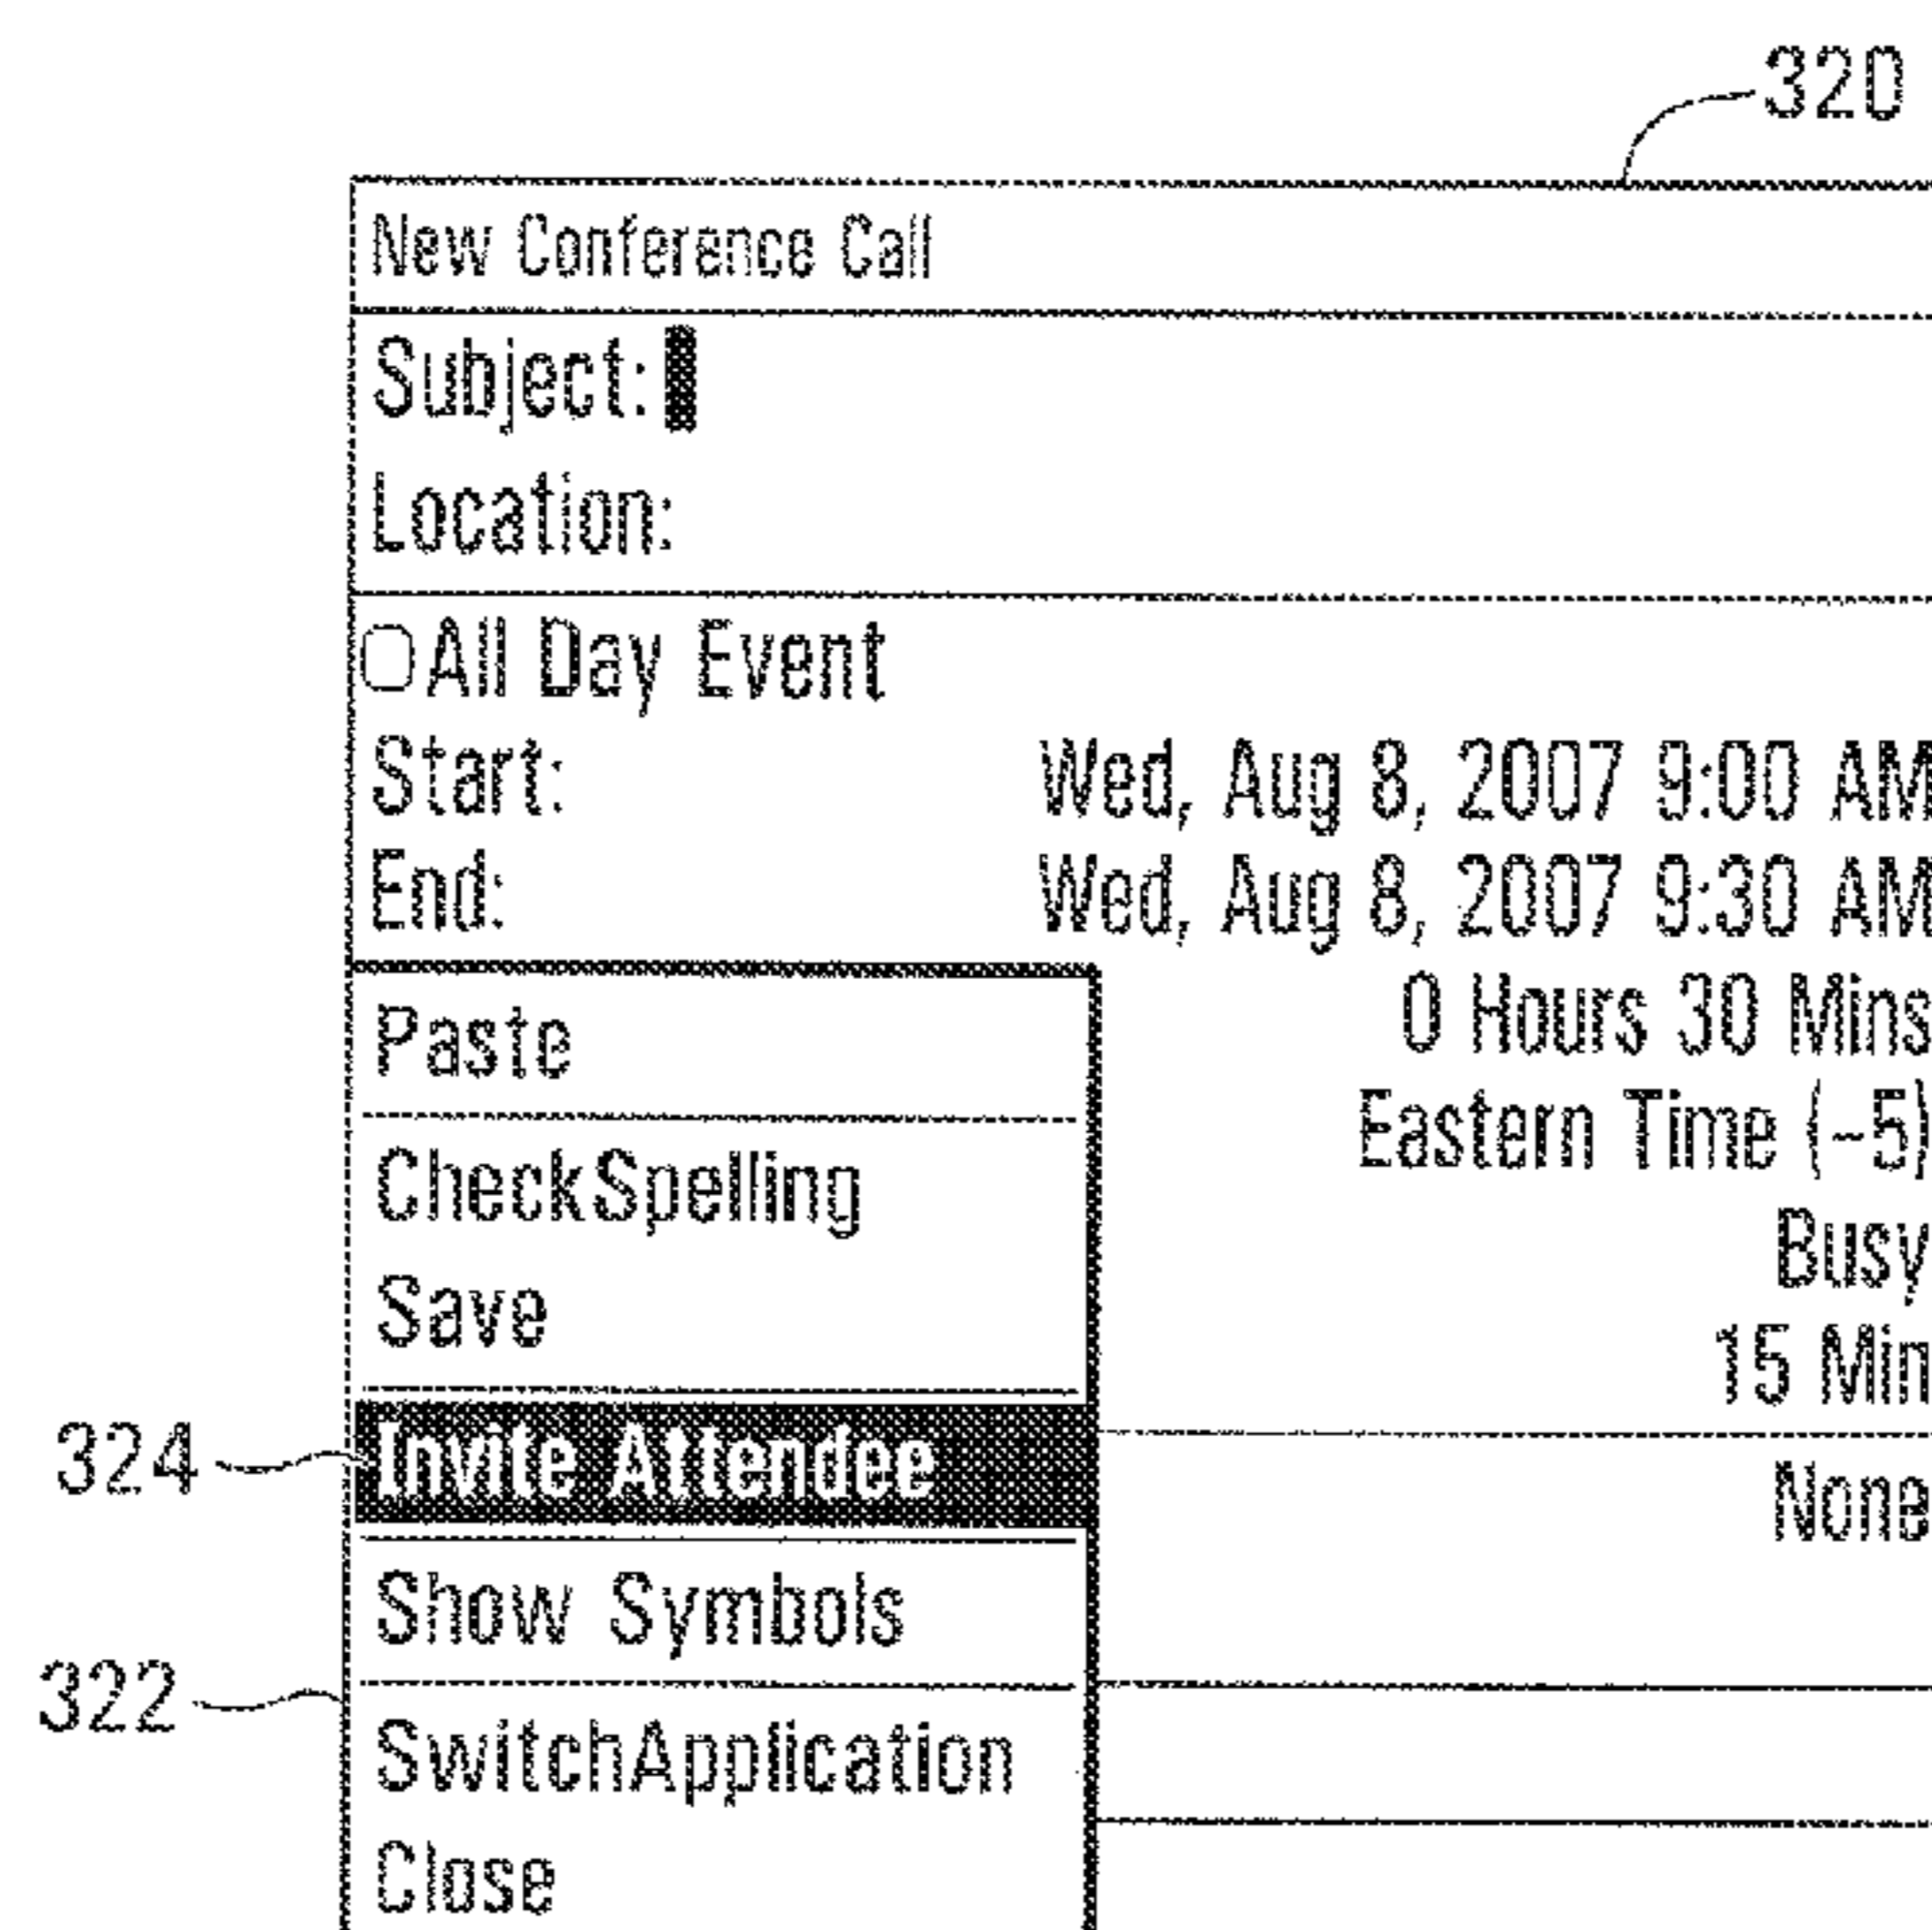 320
New Conference Call
Subject:
Location:
All Day Event
Start: Wed, Aug 8, 2007 9:00 AM
End: Wed, Aug 8, 2007 9:30 AM
0 Hours 30 Mins
Paste
Eastern Time (-5)
CheckSpelling
Busy
Save
15 Min
324 Invite Attendee
None
Show Symbols
322
SwitchApplication
Close